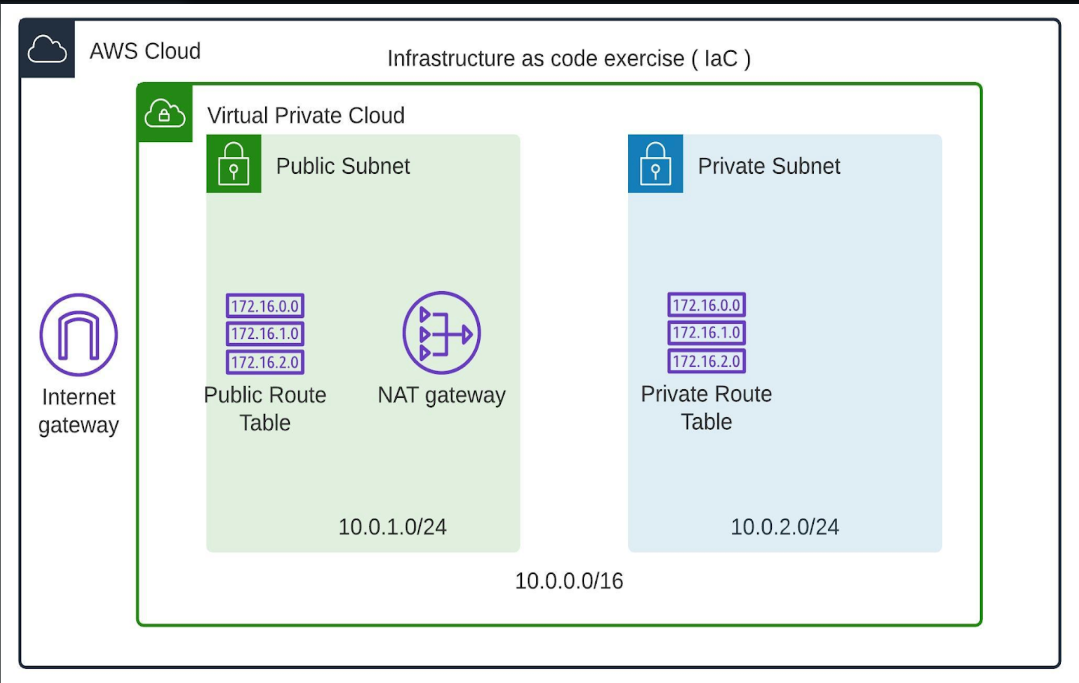 AWS Cloud
Infrastructure as code exercise ( IaC )
Virtual Private Cloud
Public Subnet
Private Subnet
172.16.0.0
172.16.1.0
172.16.2.0
172.16.0.0
172.16.1.0
172.16.2.0
Internet
gateway
Public Route
Table
NAT gateway
Private Route
Table
10.0.1.0/24
10.0.2.0/24
10.0.0.0/16